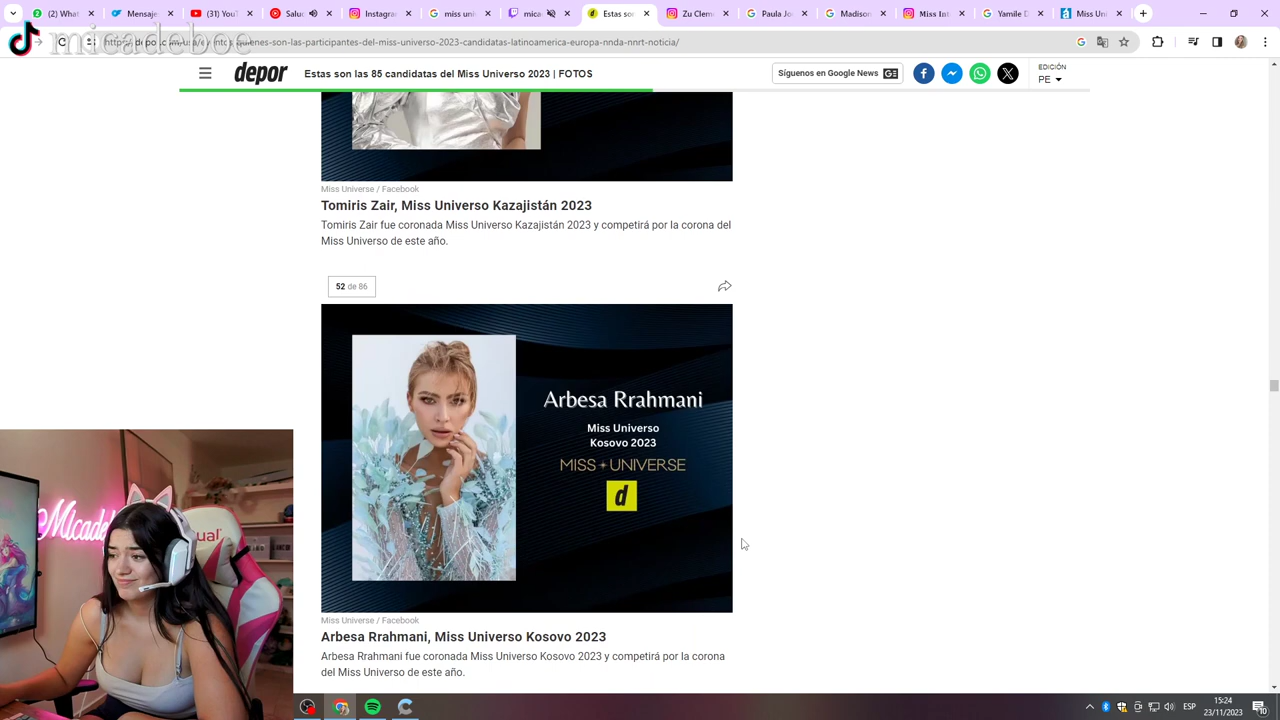 (2) What
micadeboc
depor
Estas son las 85 candidatas del Miss Universo 2023 | FOTOS
Síguenos en Google News
EDICIÓN
PE
Miss Universe / Facebook
Tomiris Zair, Miss Universo Kazajistán 2023
Tomiris Zair fue coronada Miss Universo Kazajistán 2023 y competirá por la corona del
Miss Universo de este año.
52 de 86
Arbesa Rrahmani
Miss Universo
Kosovo 2023
MISS UNIVERSE
d
Miss Universe / Facebook
Arbesa Rrahmani, Miss Universo Kosovo 2023
Arbesa Rrahmani fue coronada Miss Universo Kosovo 2023 y competirá por la corona
del Miss Universo de este año.
ESP
15:24
23/11/2023